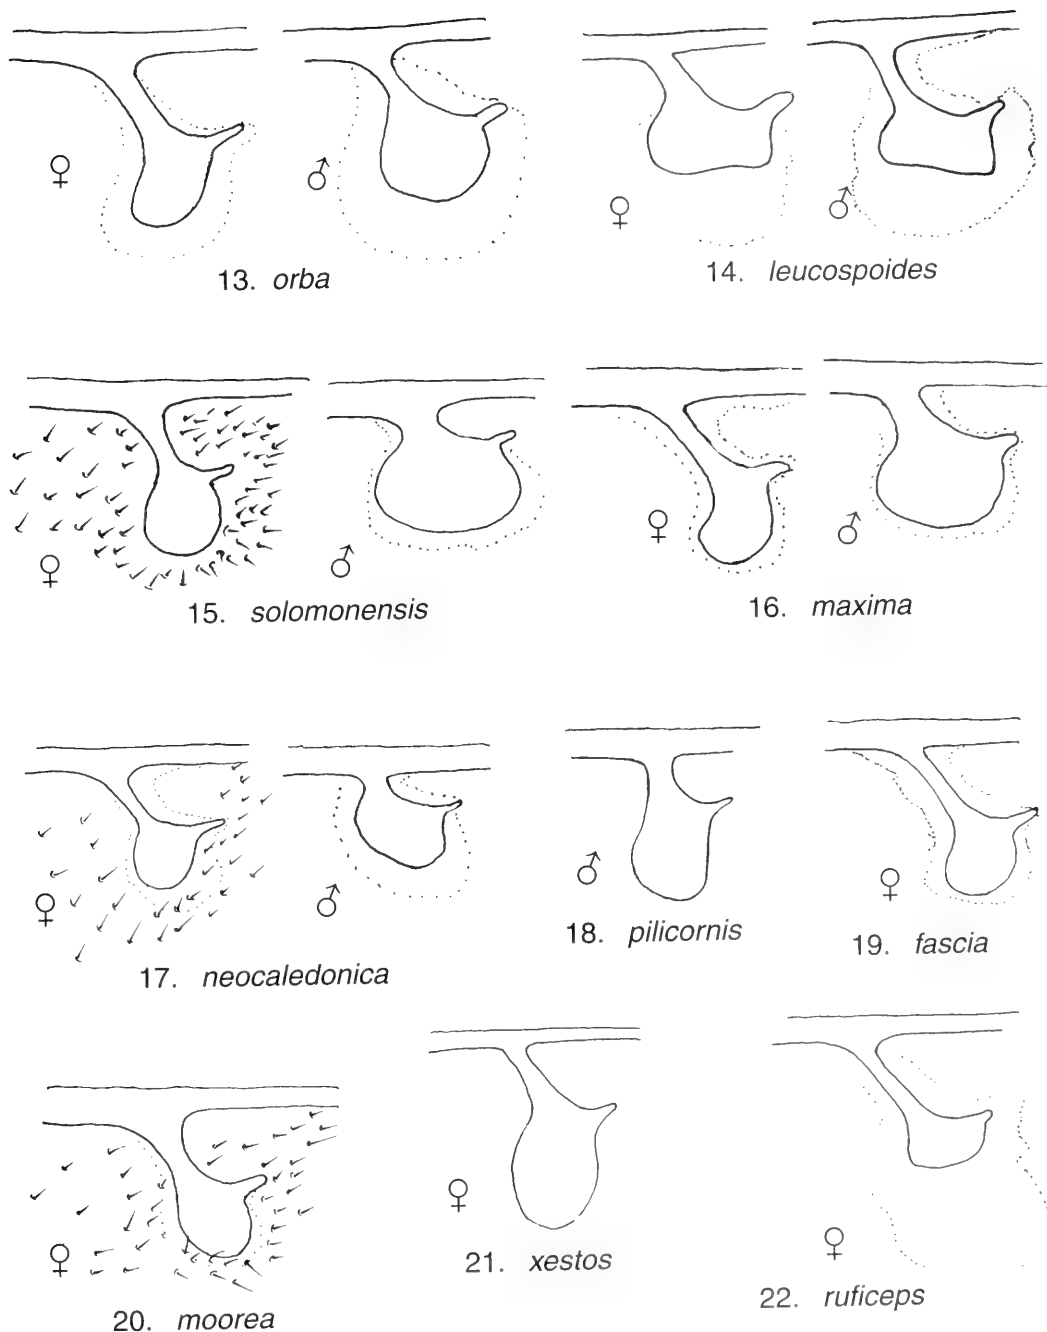 ♀ ♂ ♀ ♂
13. orba
14. leucospoides
♀ ♂ ♀ ♂
15. solomonensis
16. maxima
♀ ♂ ♂ ♀
17. neocaledonica
18. pilicornis
19. fascia
♀ ♀ ♀
20. moorea
21. xestos
22. ruficeps